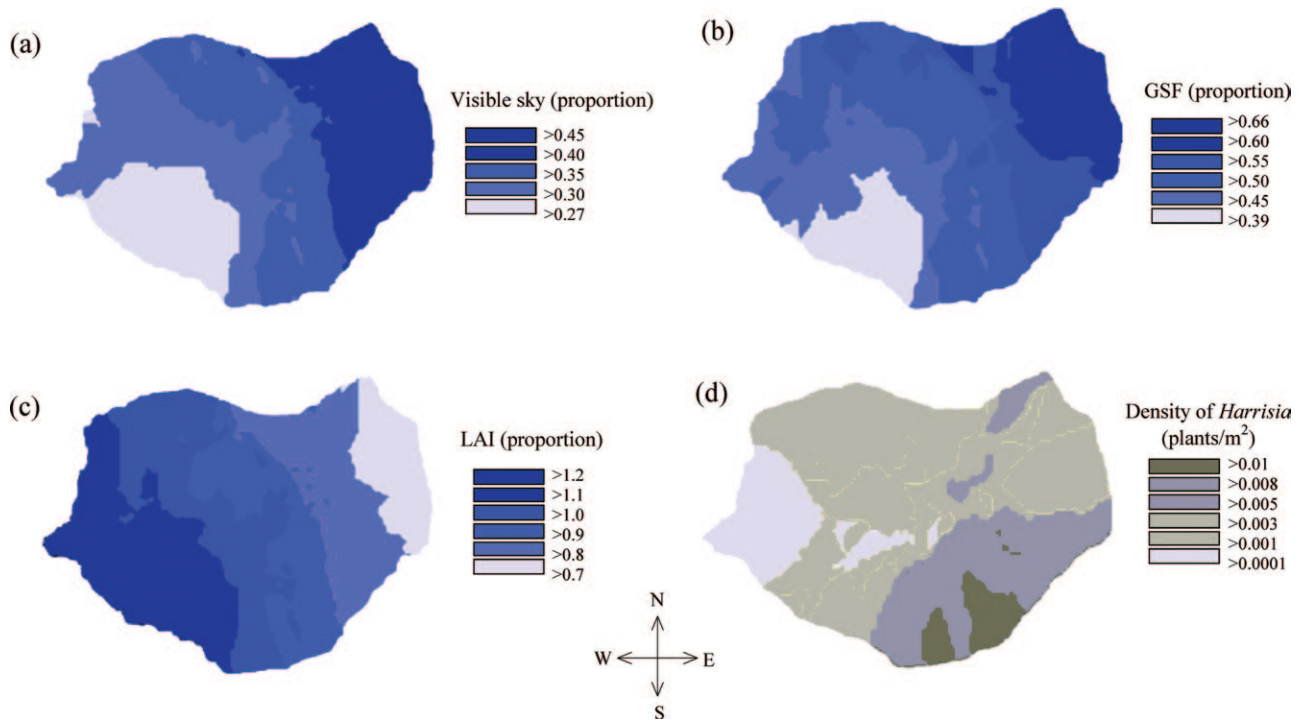 (a)
Visible sky (proportion)
>0.45
>0.40
>0.35
>0.30
>0.27
(b)
GSF (proportion)
>0.66
>0.60
>0.55
>0.50
>0.45
>0.39
(c)
LAI (proportion)
>1.2
>1.1
>1.0
>0.9
>0.8
>0.7
(d)
Density of Harrisia
(plants/m²)
>0.01
>0.008
>0.005
>0.003
>0.001
>0.0001
N
W E
S